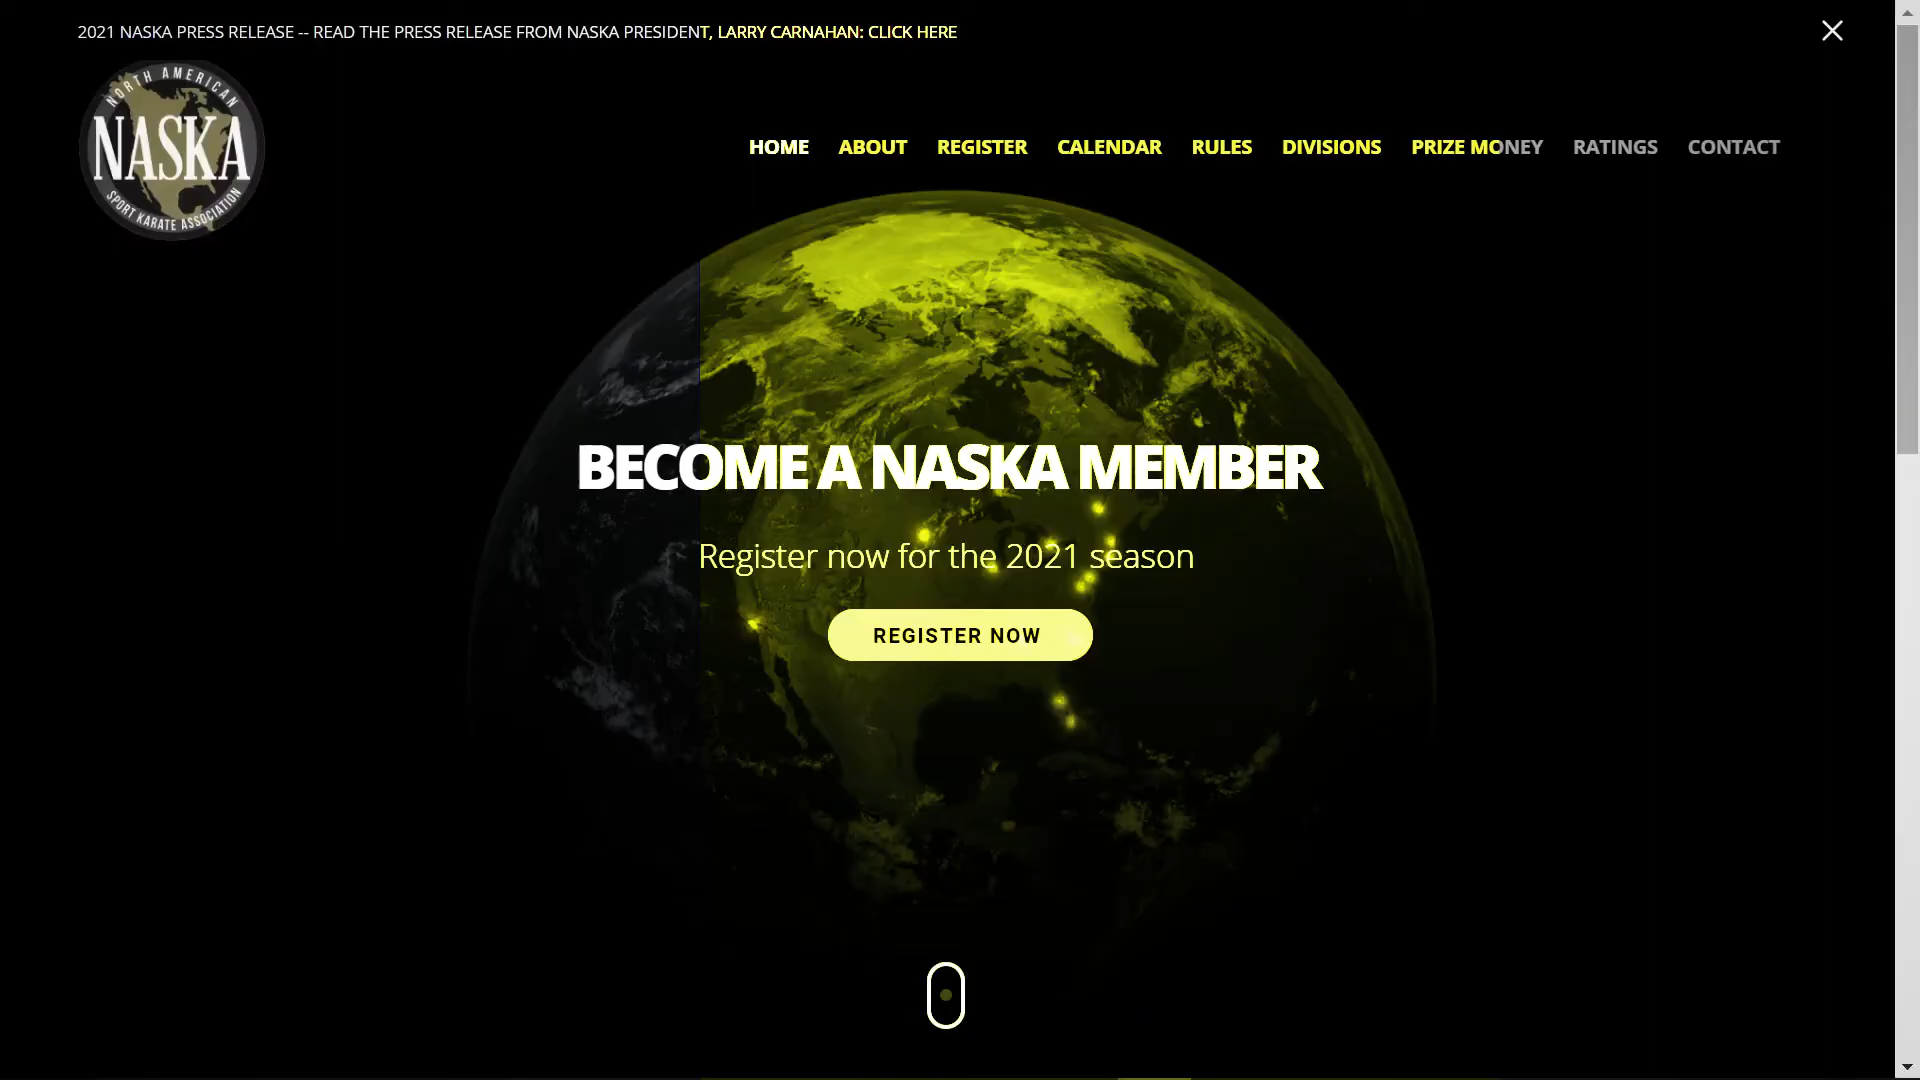 2021 NASKA PRESS RELEASE -- READ THE PRESS RELEASE FROM NASKA PRESIDENT, LARRY CARNAHAN: CLICK HERE
NORTH AMERICAN
NASKA
SPORT KARATE ASSOCIATION
HOME ABOUT REGISTER CALENDAR RULES DIVISIONS PRIZE MONEY RATINGS CONTACT
BECOME A NASKA MEMBER
Register now for the 2021 season
REGISTER NOW